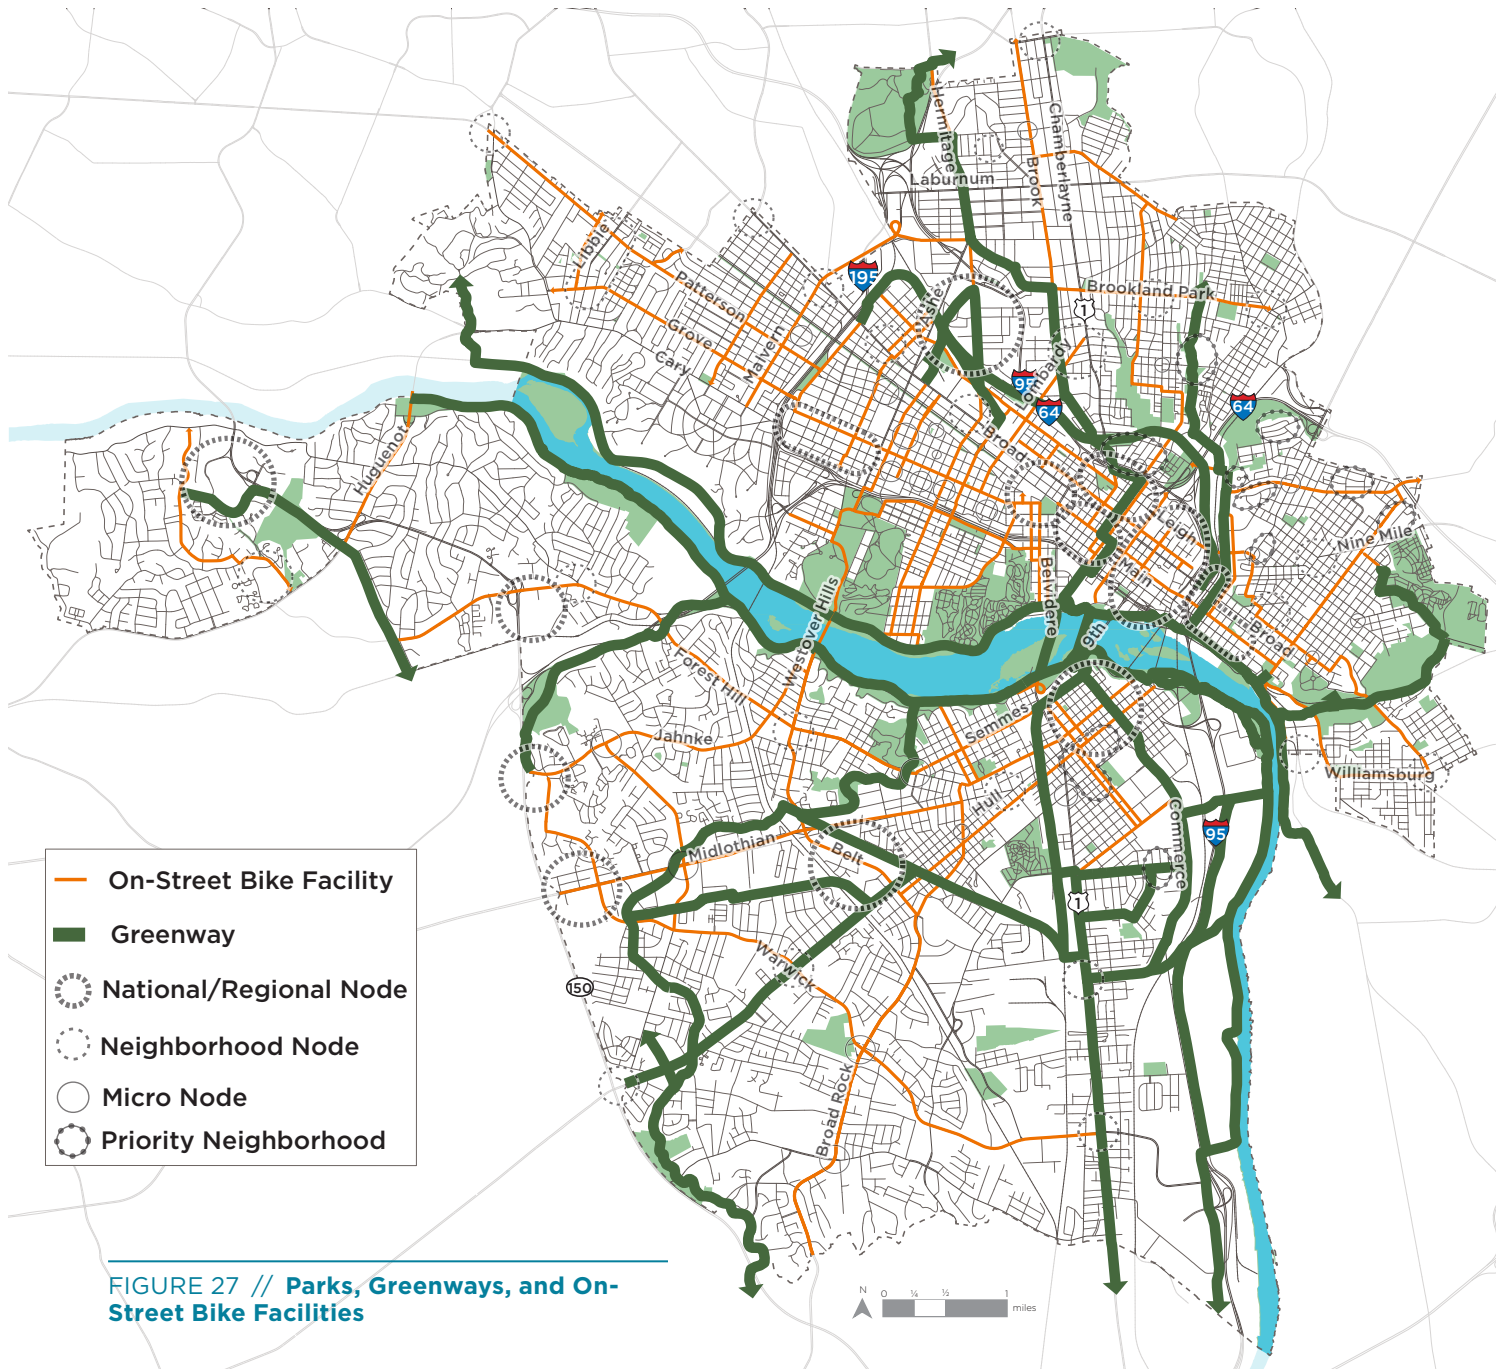 Hermitage
Chamberlayne
Laburnum
Brook
Libbie
195
Patterson
Ashe
Brookland Park
1
Grove
Malvern
Cary
Lombardy
95
64
64
Huguenot
Broad
Leigh
Nine Mile
Main
Belvidere
Westover Hills
9th
Broad
Forest Hill
Semmes
Jahnke
Williamsburg
Hull
Commerce
95
Midlothian
Belt
1
Warwick
150
Broad Rock
On-Street Bike Facility
Greenway
National/Regional Node
Neighborhood Node
Micro Node
Priority Neighborhood
FIGURE 27 // Parks, Greenways, and On-
Street Bike Facilities
N
0 ¼ ½ 1
miles